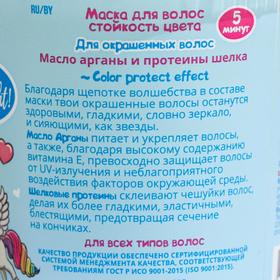 RU/BY
Маска для волос
стойкость цвета
5
минут
Для окрашенных волос
Масло арганы и протеины шелка
~ Color protect effect
Благодаря щепотке волшебства в составе
маски твои окрашенные волосы останутся
здоровыми, гладкими, словно зеркало,
и сияющими, как звезды.
Масло Арганы питает и укрепляет волосы,
а также, благодаря высокому содержанию
витамина Е, превосходно защищает волосы
от UV-излучения и неблагоприятного
воздействия факторов окружающей среды.
Шелковые протеины склеивают чешуйки волос,
делая их более гладкими, эластичными,
блестящими, предотвращая сечение
на кончиках.
для всех типов волос
КАЧЕСТВО ПРОДУКЦИИ ОБЕСПЕЧЕНО СЕРТИФИЦИРОВАННОЙ
СИСТЕМОЙ МЕНЕДЖМЕНТА КАЧЕСТВА, СООТВЕТСТВУЮЩЕЙ
ТРЕБОВАНИЯМ ГОСТ Р ИСО 9001-2015 (ISO 9001:2015)